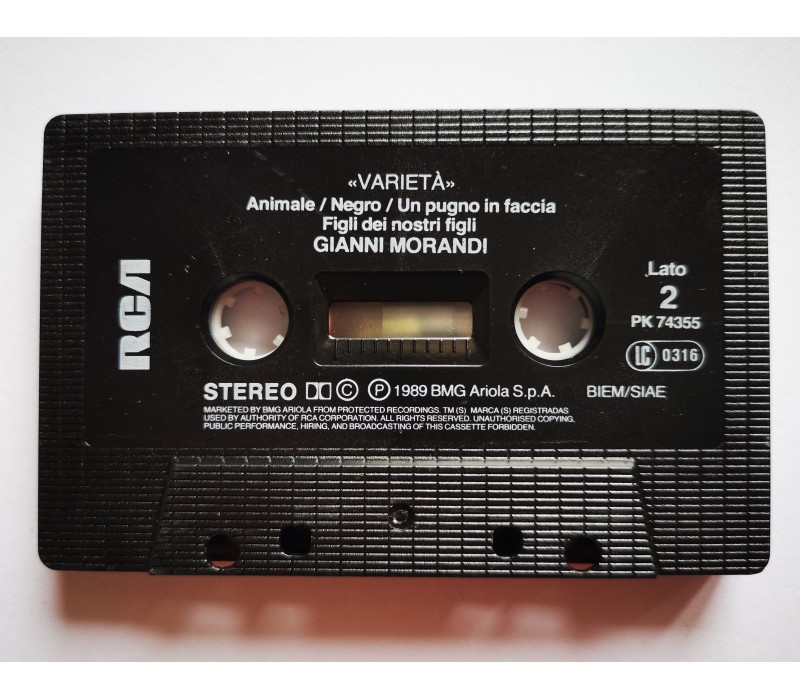 «VARIETÀ»
Animale / Negro / Un pugno in faccia
Figli dei nostri figli
GIANNI MORANDI
RCA
Lato
2
PK 74355
LC 0316
STEREO © ℗ 1989 BMG Ariola S.p.A. BIEM/SIAE
MARKETED BY BMG ARIOLA FROM PROTECTED RECORDINGS. TM (S) MARCA (S) REGISTRADAS
USED BY AUTHORITY OF RCA CORPORATION. ALL RIGHTS RESERVED. UNAUTHORISED COPYING,
PUBLIC PERFORMANCE, HIRING, AND BROADCASTING OF THIS CASSETTE FORBIDDEN.